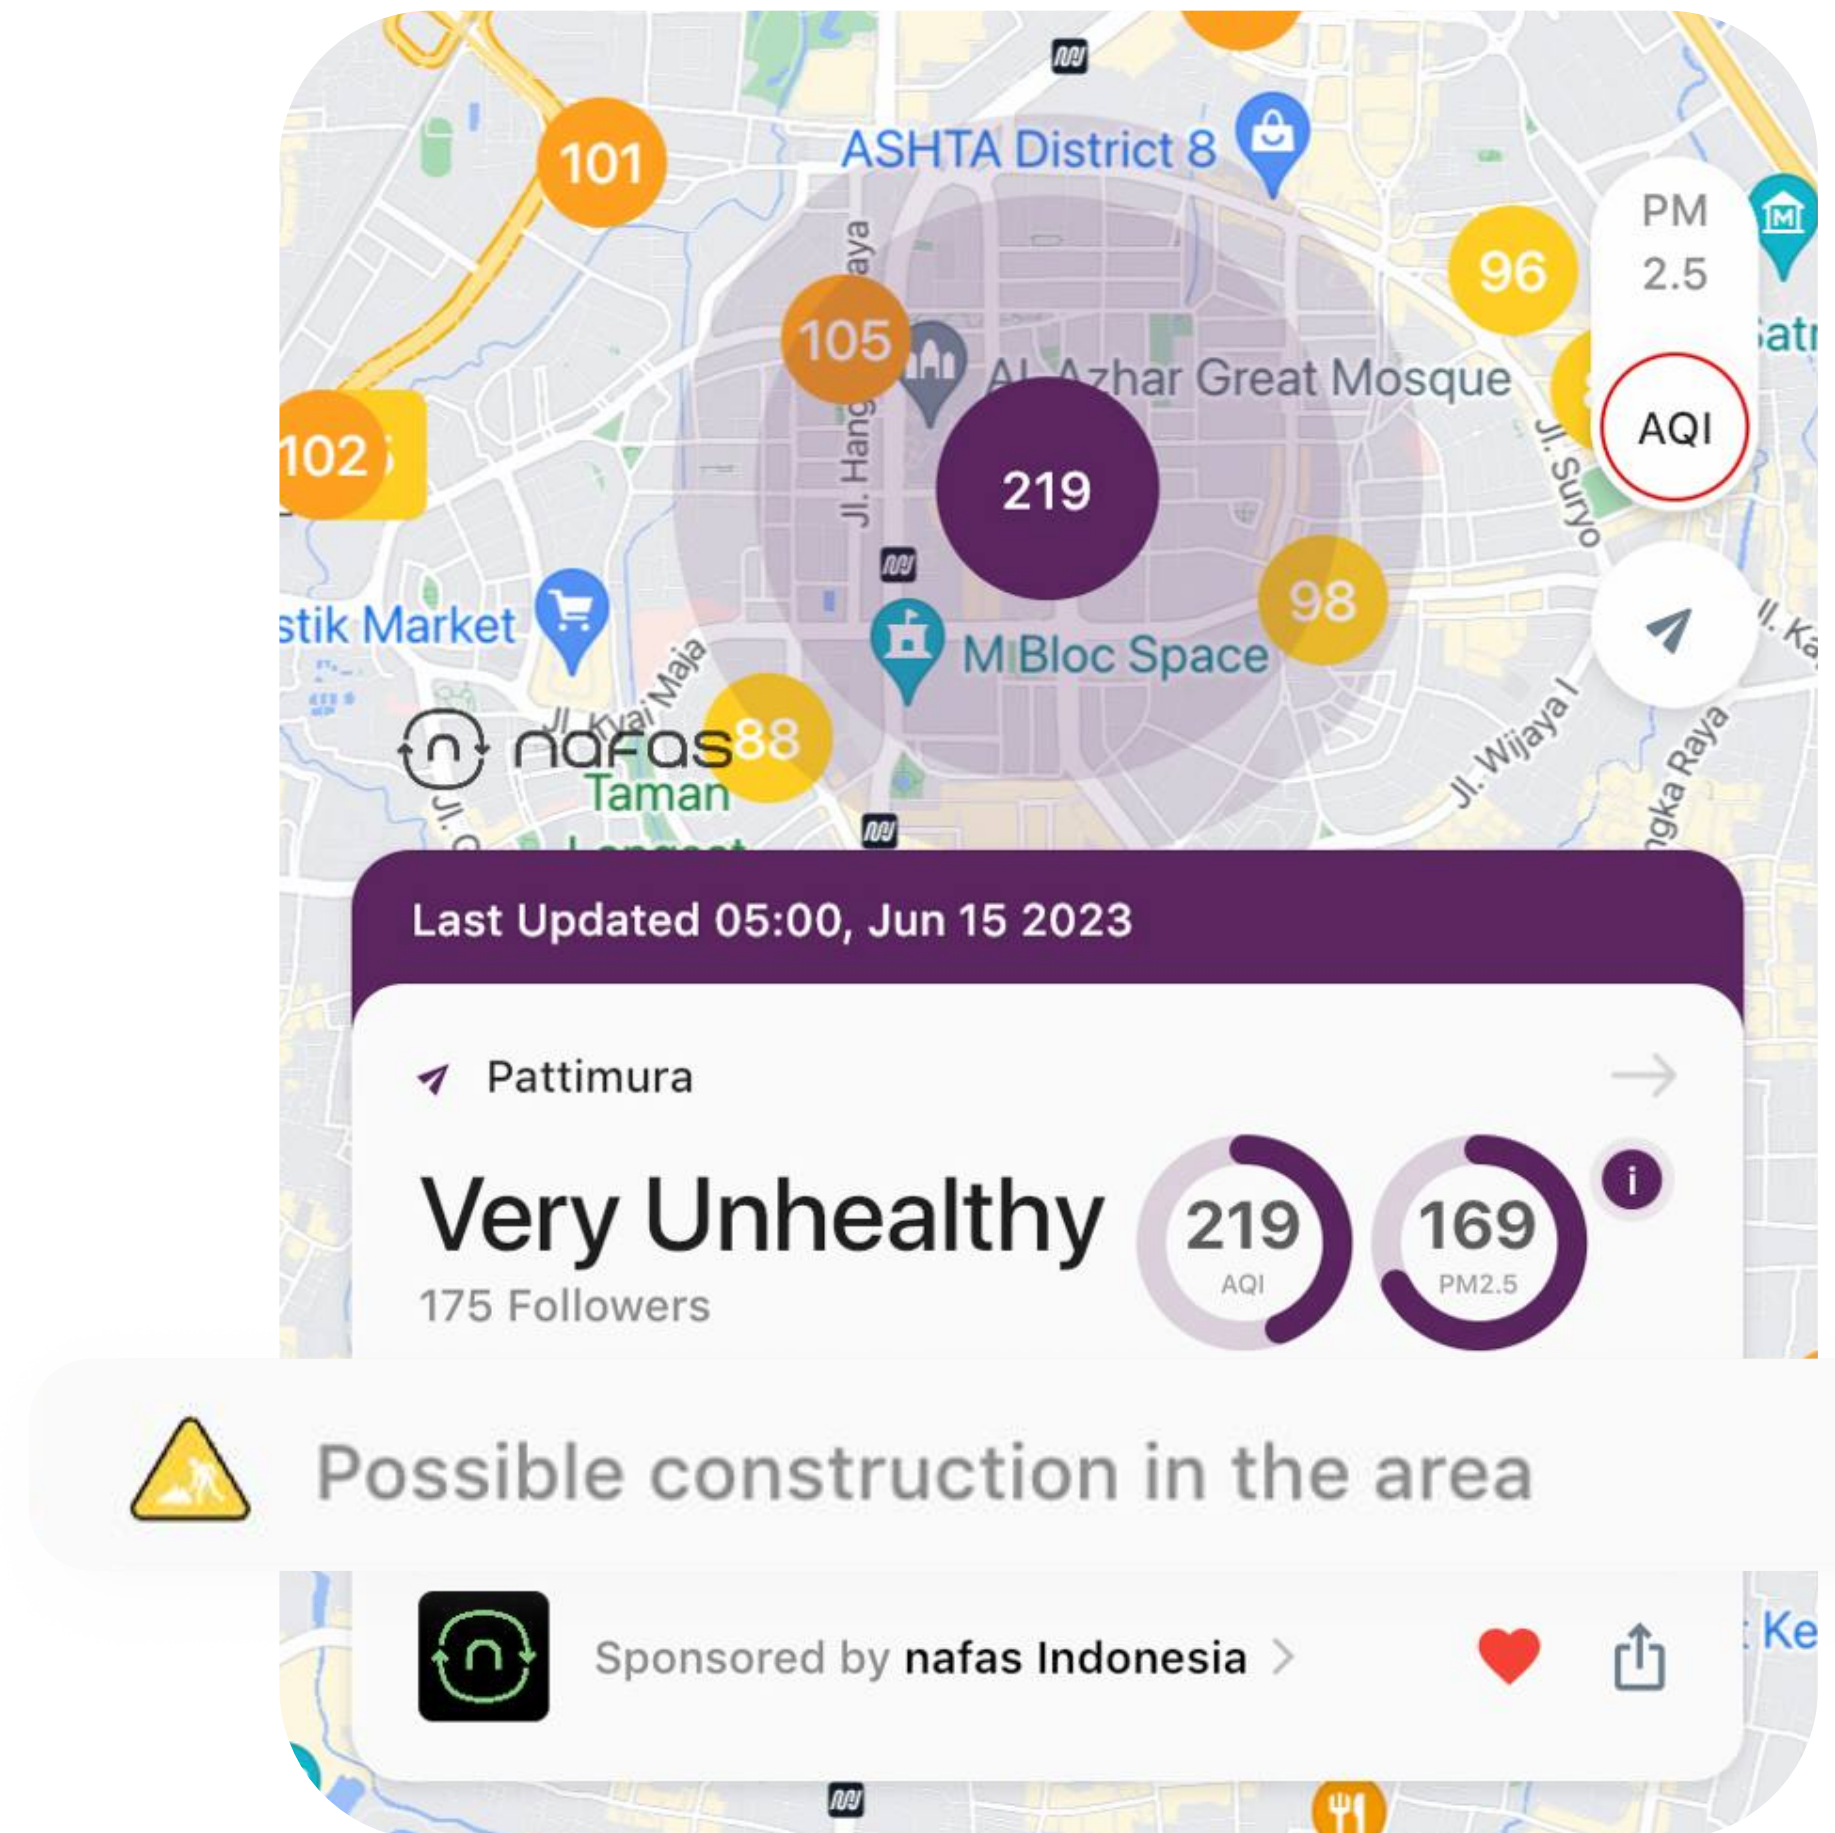 101
ASHTA District 8
PM
2.5
96
105
Al-Azhar Great Mosque
AQI
102
219
Jl. Suryo
98
stik Market
M Bloc Space
Jl. Kyai Maja
88
nafas
Taman
Jl. Wijaya I
Last Updated 05:00, Jun 15 2023
Pattimura
Very Unhealthy
219
AQI
169
PM2.5
i
175 Followers
Possible construction in the area
Sponsored by nafas Indonesia